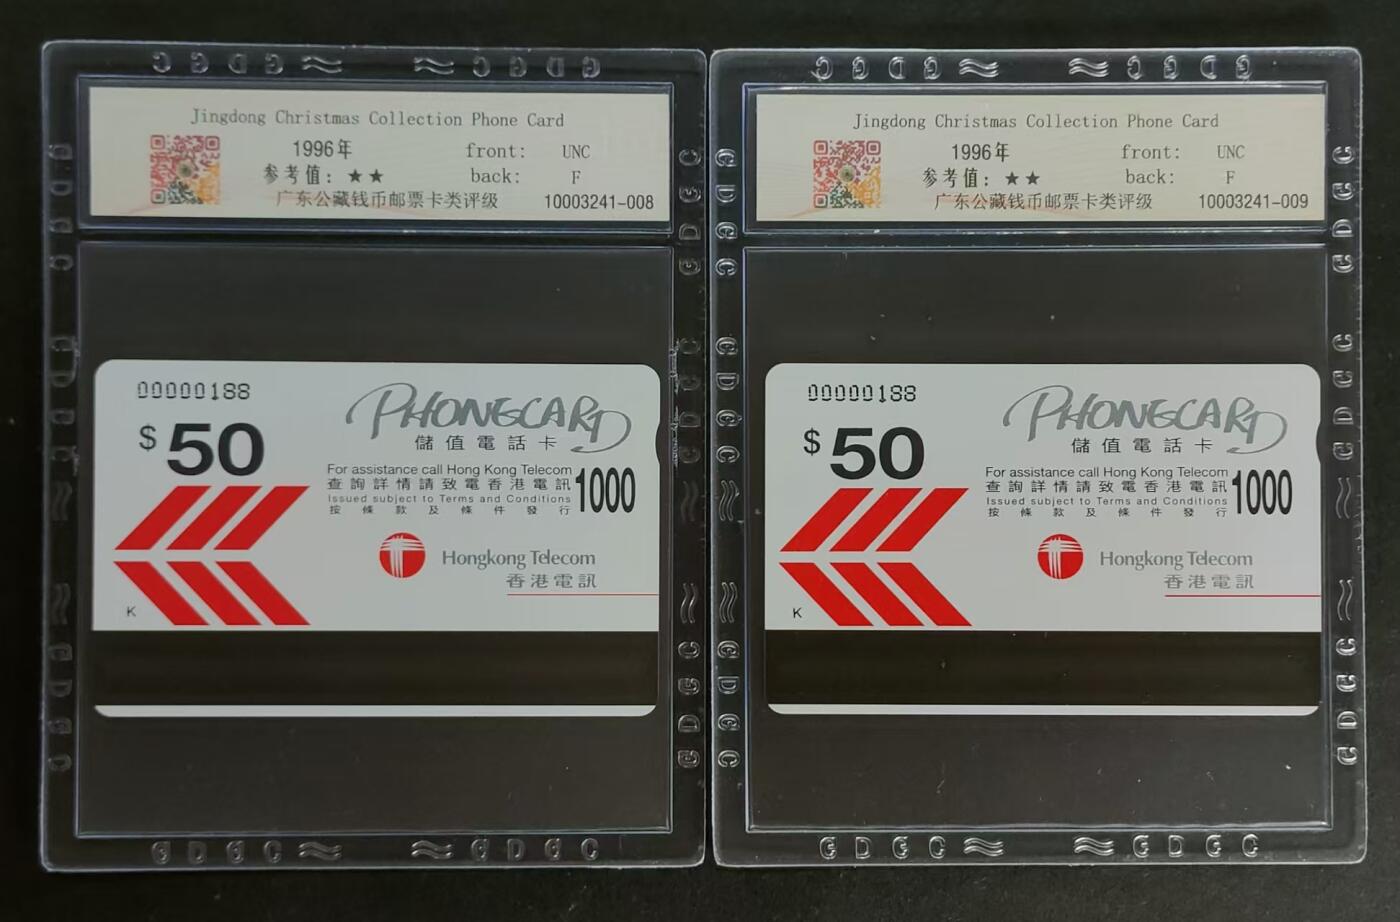 G D G C
C G C D G
Jingdong Christmas Collection Phone Card
1996年
front: UNC
参考值：★★
back: F
广东公藏钱币邮票卡类评级
10003241-008
00000188
PHONECARD
$50
儲值電話卡
For assistance call Hong Kong Telecom
查詢詳情請致電香港電訊
1000
Issued subject to Terms and Conditions
按條款及條件發行
Hongkong Telecom
香港電訊
K
G D G C
G D G C
Jingdong Christmas Collection Phone Card
1996年
front: UNC
参考值：★★
back: F
广东公藏钱币邮票卡类评级
10003241-009
00000188
PHONECARD
$50
儲值電話卡
For assistance call Hong Kong Telecom
查詢詳情請致電香港電訊
1000
Issued subject to Terms and Conditions
按條款及條件發行
Hongkong Telecom
香港電訊
K
G D G C
G D G C